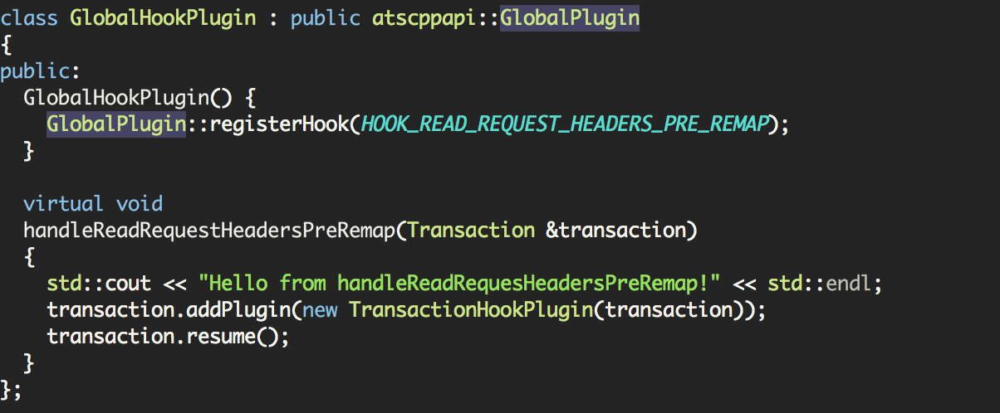 class GlobalHookPlugin : public atscppapi::GlobalPlugin
{
public:
  GlobalHookPlugin() {
    GlobalPlugin::registerHook(HOOK_READ_REQUEST_HEADERS_PRE_REMAP);
  }

  virtual void
  handleReadRequestHeadersPreRemap(Transaction &transaction)
  {
    std::cout << "Hello from handleReadRequesHeadersPreRemap!" << std::endl;
    transaction.addPlugin(new TransactionHookPlugin(transaction));
    transaction.resume();
  }
};